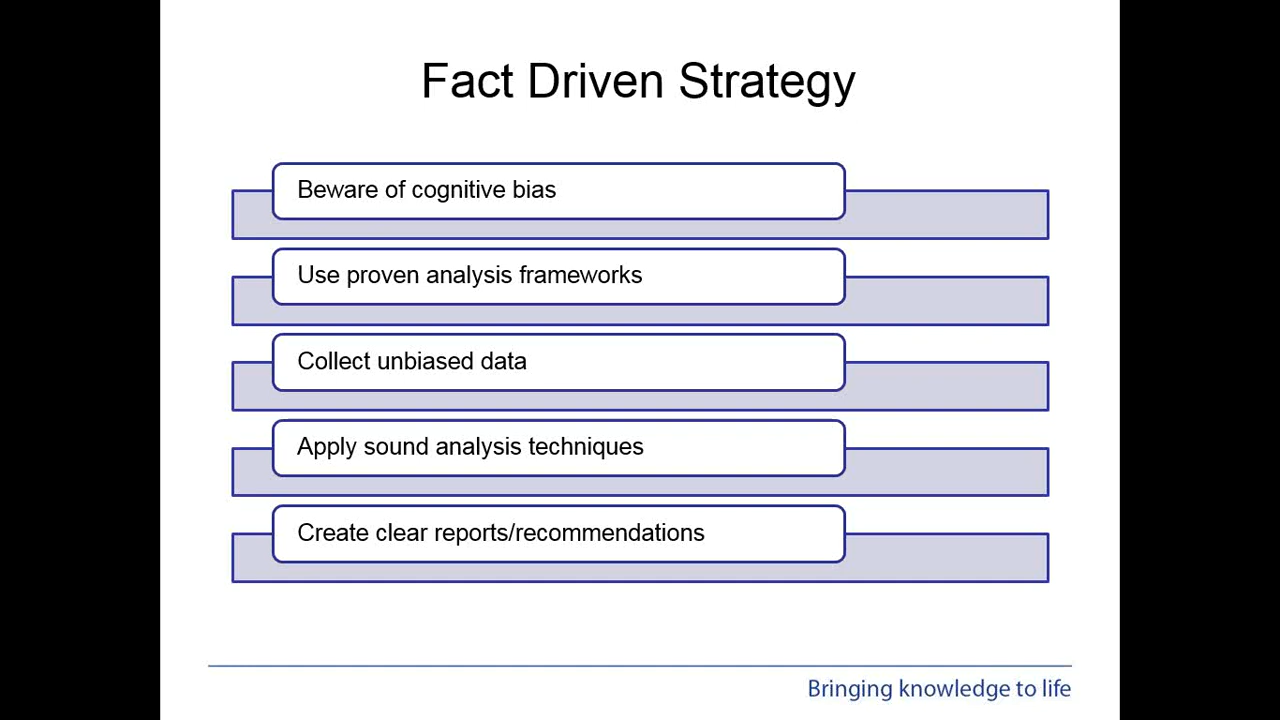 Fact Driven Strategy
Beware of cognitive bias
Use proven analysis frameworks
Collect unbiased data
Apply sound analysis techniques
Create clear reports/recommendations
Bringing knowledge to life